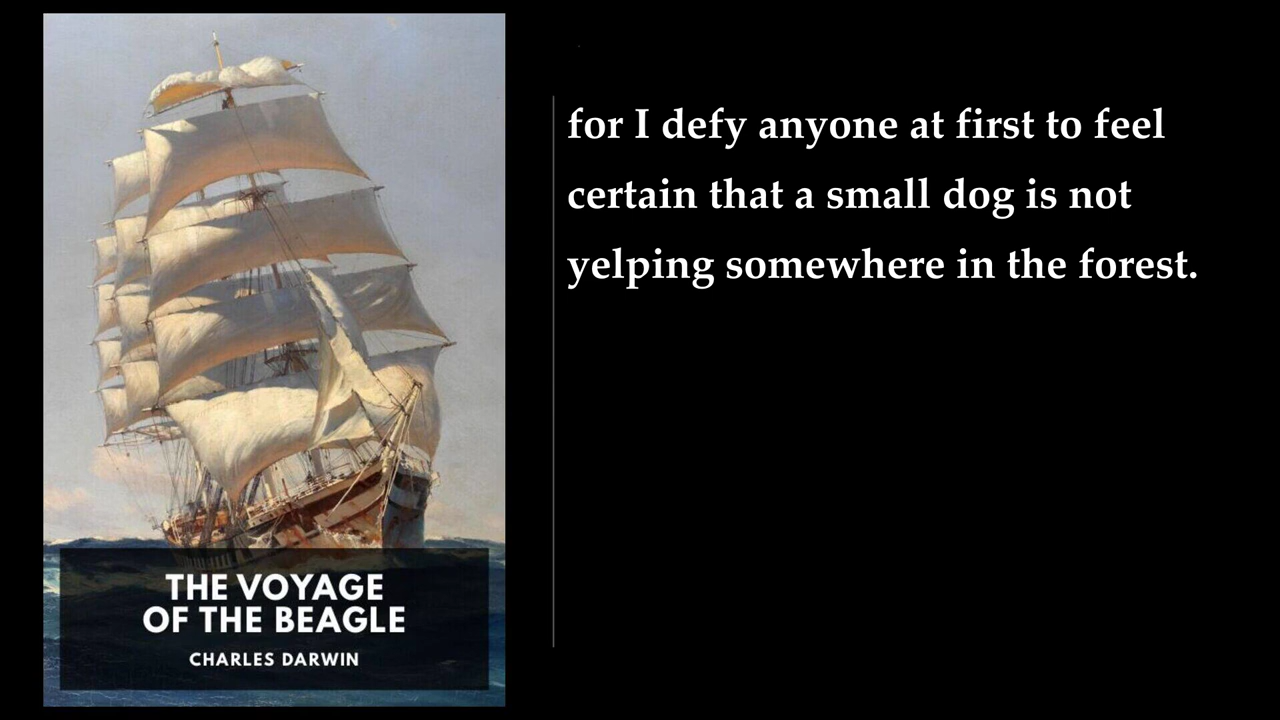 THE VOYAGE
OF THE BEAGLE
CHARLES DARWIN
for I defy anyone at first to feel
certain that a small dog is not
yelping somewhere in the forest.